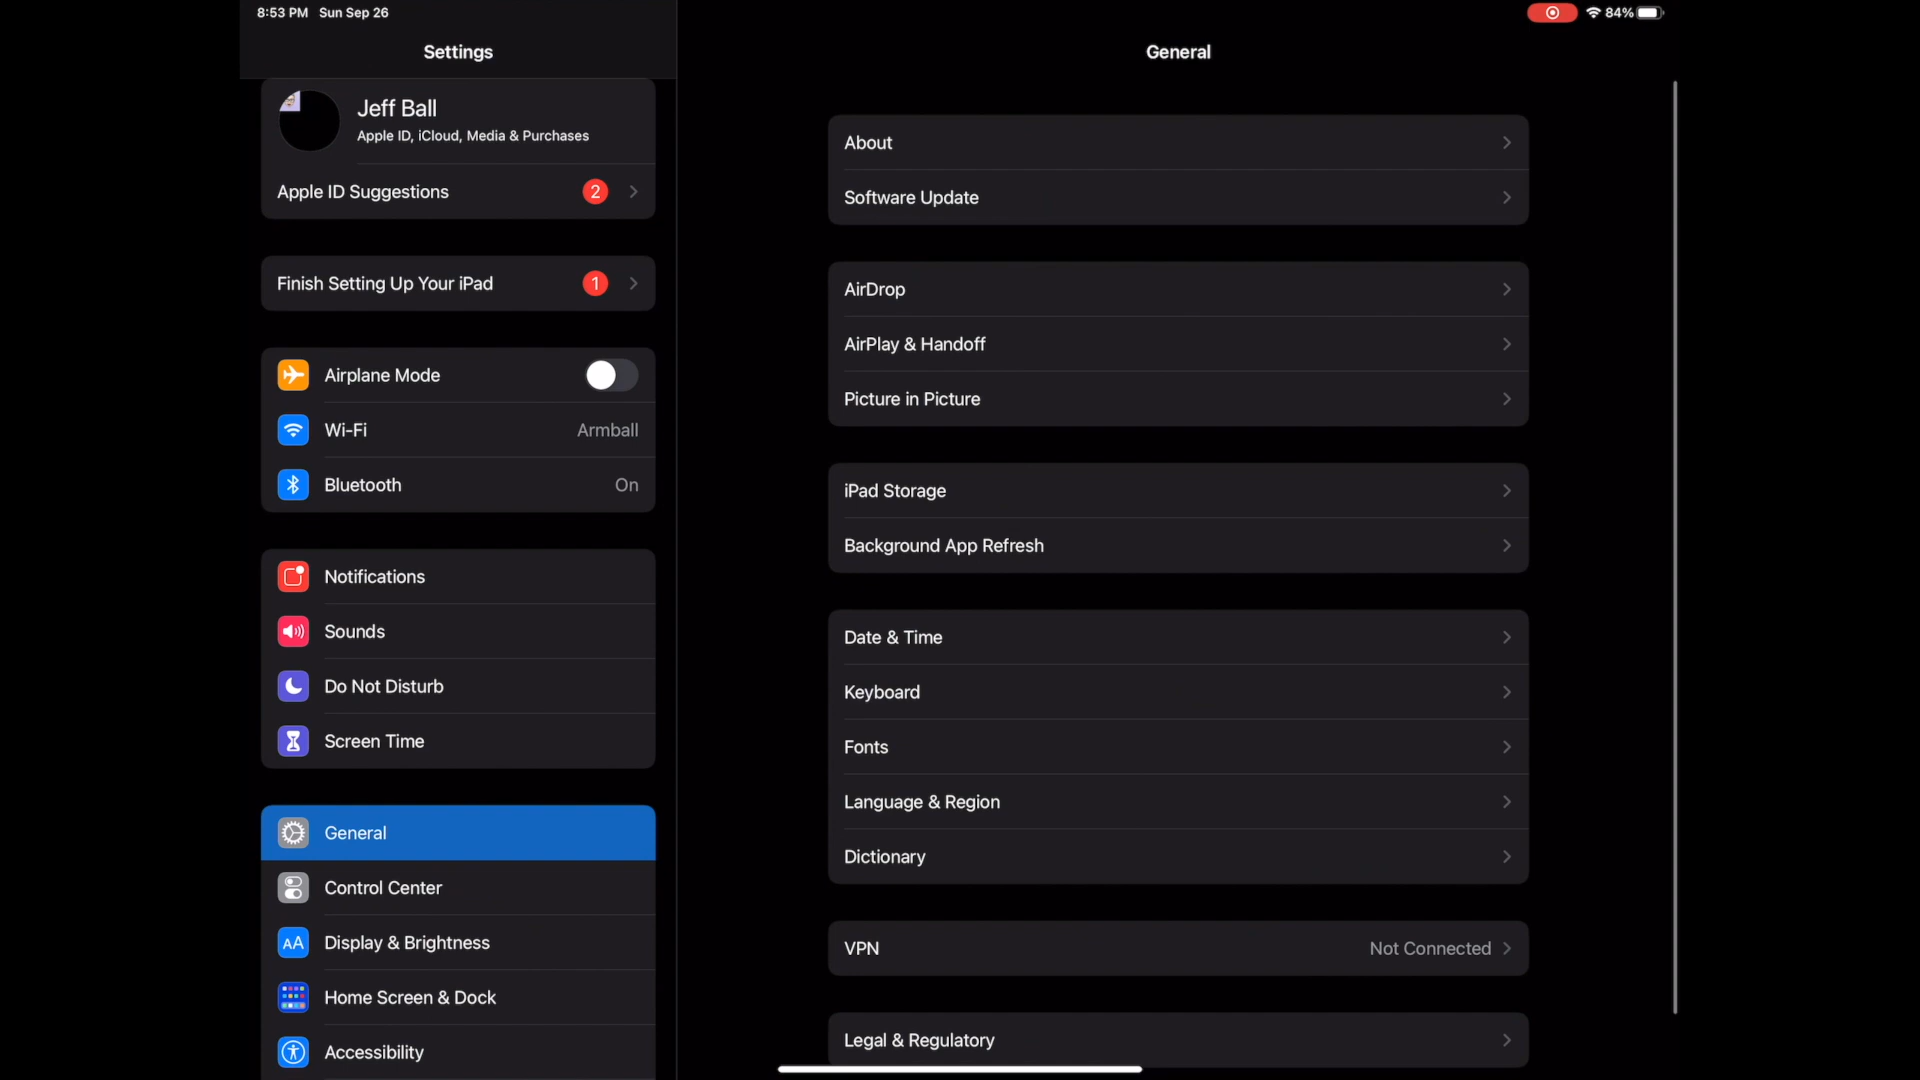 8:53 PM Sun Sep 26
84%
Settings
General
Jeff Ball
Apple ID, iCloud, Media & Purchases
Apple ID Suggestions 2
Finish Setting Up Your iPad 1
Airplane Mode
Wi-Fi Armball
Bluetooth On
Notifications
Sounds
Do Not Disturb
Screen Time
General
Control Center
AA Display & Brightness
Home Screen & Dock
Accessibility
About
Software Update
AirDrop
AirPlay & Handoff
Picture in Picture
iPad Storage
Background App Refresh
Date & Time
Keyboard
Fonts
Language & Region
Dictionary
VPN Not Connected
Legal & Regulatory